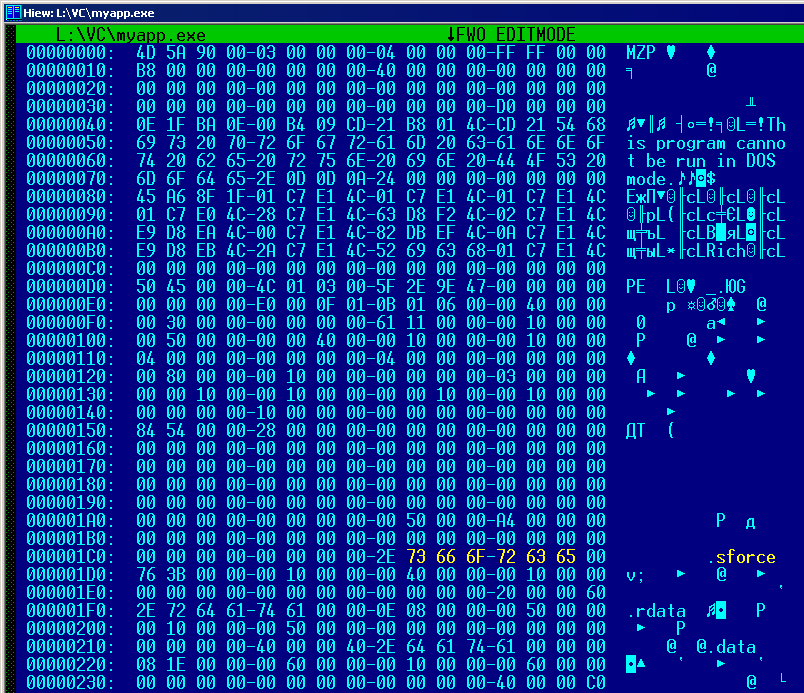 Hiew: L:\VC\myapp.exe
L:\VC\myapp.exe ↓FWO EDITMODE
00000000: 4D 5A 90 00-03 00 00 00-04 00 00 00-FF FF 00 00 MZP ♥ ♦
00000010: B8 00 00 00-00 00 00 00-40 00 00 00-00 00 00 00 ╕ @
00000020: 00 00 00 00-00 00 00 00-00 00 00 00-00 00 00 00
00000030: 00 00 00 00-00 00 00 00-00 00 00 00-D0 00 00 00 ╨
00000040: 0E 1F BA 0E-00 B4 09 CD-21 B8 01 4C-CD 21 54 68 ♬▼║♬ ┤○═!╕☺L═!Th
00000050: 69 73 20 70-72 6F 67 72-61 6D 20 63-61 6E 6E 6F is program canno
00000060: 74 20 62 65-20 72 75 6E-20 69 6E 20-44 4F 53 20 t be run in DOS
00000070: 6D 6F 64 65-2E 0D 0D 0A-24 00 00 00-00 00 00 00 mode.♪♪◙$
00000080: 45 A6 8F 1F-01 C7 E1 4C-01 C7 E1 4C-01 C7 E1 4C EжП▼☺╟сL☺╟сL☺╟сL
00000090: 01 C7 E0 4C-28 C7 E1 4C-63 D8 F2 4C-02 C7 E1 4C ☺╟рL(╟сLc╪ЄL☻╟сL
000000A0: E9 D8 EA 4C-00 C7 E1 4C-82 DB EF 4C-0A C7 E1 4C щ╪ъL ╟сLВ█яL◙╟сL
000000B0: E9 D8 EB 4C-2A C7 E1 4C-52 69 63 68-01 C7 E1 4C щ╪ыL*╟сLRich☺╟сL
000000C0: 00 00 00 00-00 00 00 00-00 00 00 00-00 00 00 00
000000D0: 50 45 00 00-4C 01 03 00-5F 2E 9E 47-00 00 00 00 PE L☺♥ _.ЮG
000000E0: 00 00 00 00-E0 00 0F 01-0B 01 06 00-00 40 00 00 р ☼☺♂☺♠ @
000000F0: 00 30 00 00-00 00 00 00-61 11 00 00-00 10 00 00 0 a◄ ►
00000100: 00 50 00 00-00 00 40 00-00 10 00 00-00 10 00 00 P @ ► ►
00000110: 04 00 00 00-00 00 00 00-04 00 00 00-00 00 00 00 ♦ ♦
00000120: 00 80 00 00-00 10 00 00-00 00 00 00-03 00 00 00 А ► ♥
00000130: 00 00 10 00-00 10 00 00-00 00 10 00-00 10 00 00 ► ► ► ►
00000140: 00 00 00 00-10 00 00 00-00 00 00 00-00 00 00 00 ►
00000150: 84 54 00 00-28 00 00 00-00 00 00 00-00 00 00 00 ДT (
00000160: 00 00 00 00-00 00 00 00-00 00 00 00-00 00 00 00
00000170: 00 00 00 00-00 00 00 00-00 00 00 00-00 00 00 00
00000180: 00 00 00 00-00 00 00 00-00 00 00 00-00 00 00 00
00000190: 00 00 00 00-00 00 00 00-00 00 00 00-00 00 00 00
000001A0: 00 00 00 00-00 00 00 00-00 50 00 00-A4 00 00 00 P д
000001B0: 00 00 00 00-00 00 00 00-00 00 00 00-00 00 00 00
000001C0: 00 00 00 00-00 00 00 00-2E 73 66 6F-72 63 65 00 .sforce
000001D0: 76 3B 00 00-00 10 00 00-00 40 00 00-00 10 00 00 v; ► @ ►
000001E0: 00 00 00 00-00 00 00 00-00 00 00 00-20 00 00 60 `
000001F0: 2E 72 64 61-74 61 00 00-0E 08 00 00-00 50 00 00 .rdata ♬◘ P
00000200: 00 10 00 00-00 50 00 00-00 00 00 00-00 00 00 00 ► P
00000210: 00 00 00 00-40 00 00 40-2E 64 61 74-61 00 00 00 @ @.data
00000220: 08 1E 00 00-00 60 00 00-00 10 00 00-00 60 00 00 ◘▲ ` ► `
00000230: 00 00 00 00-00 00 00 00-00 00 00 00-40 00 00 C0 @ └